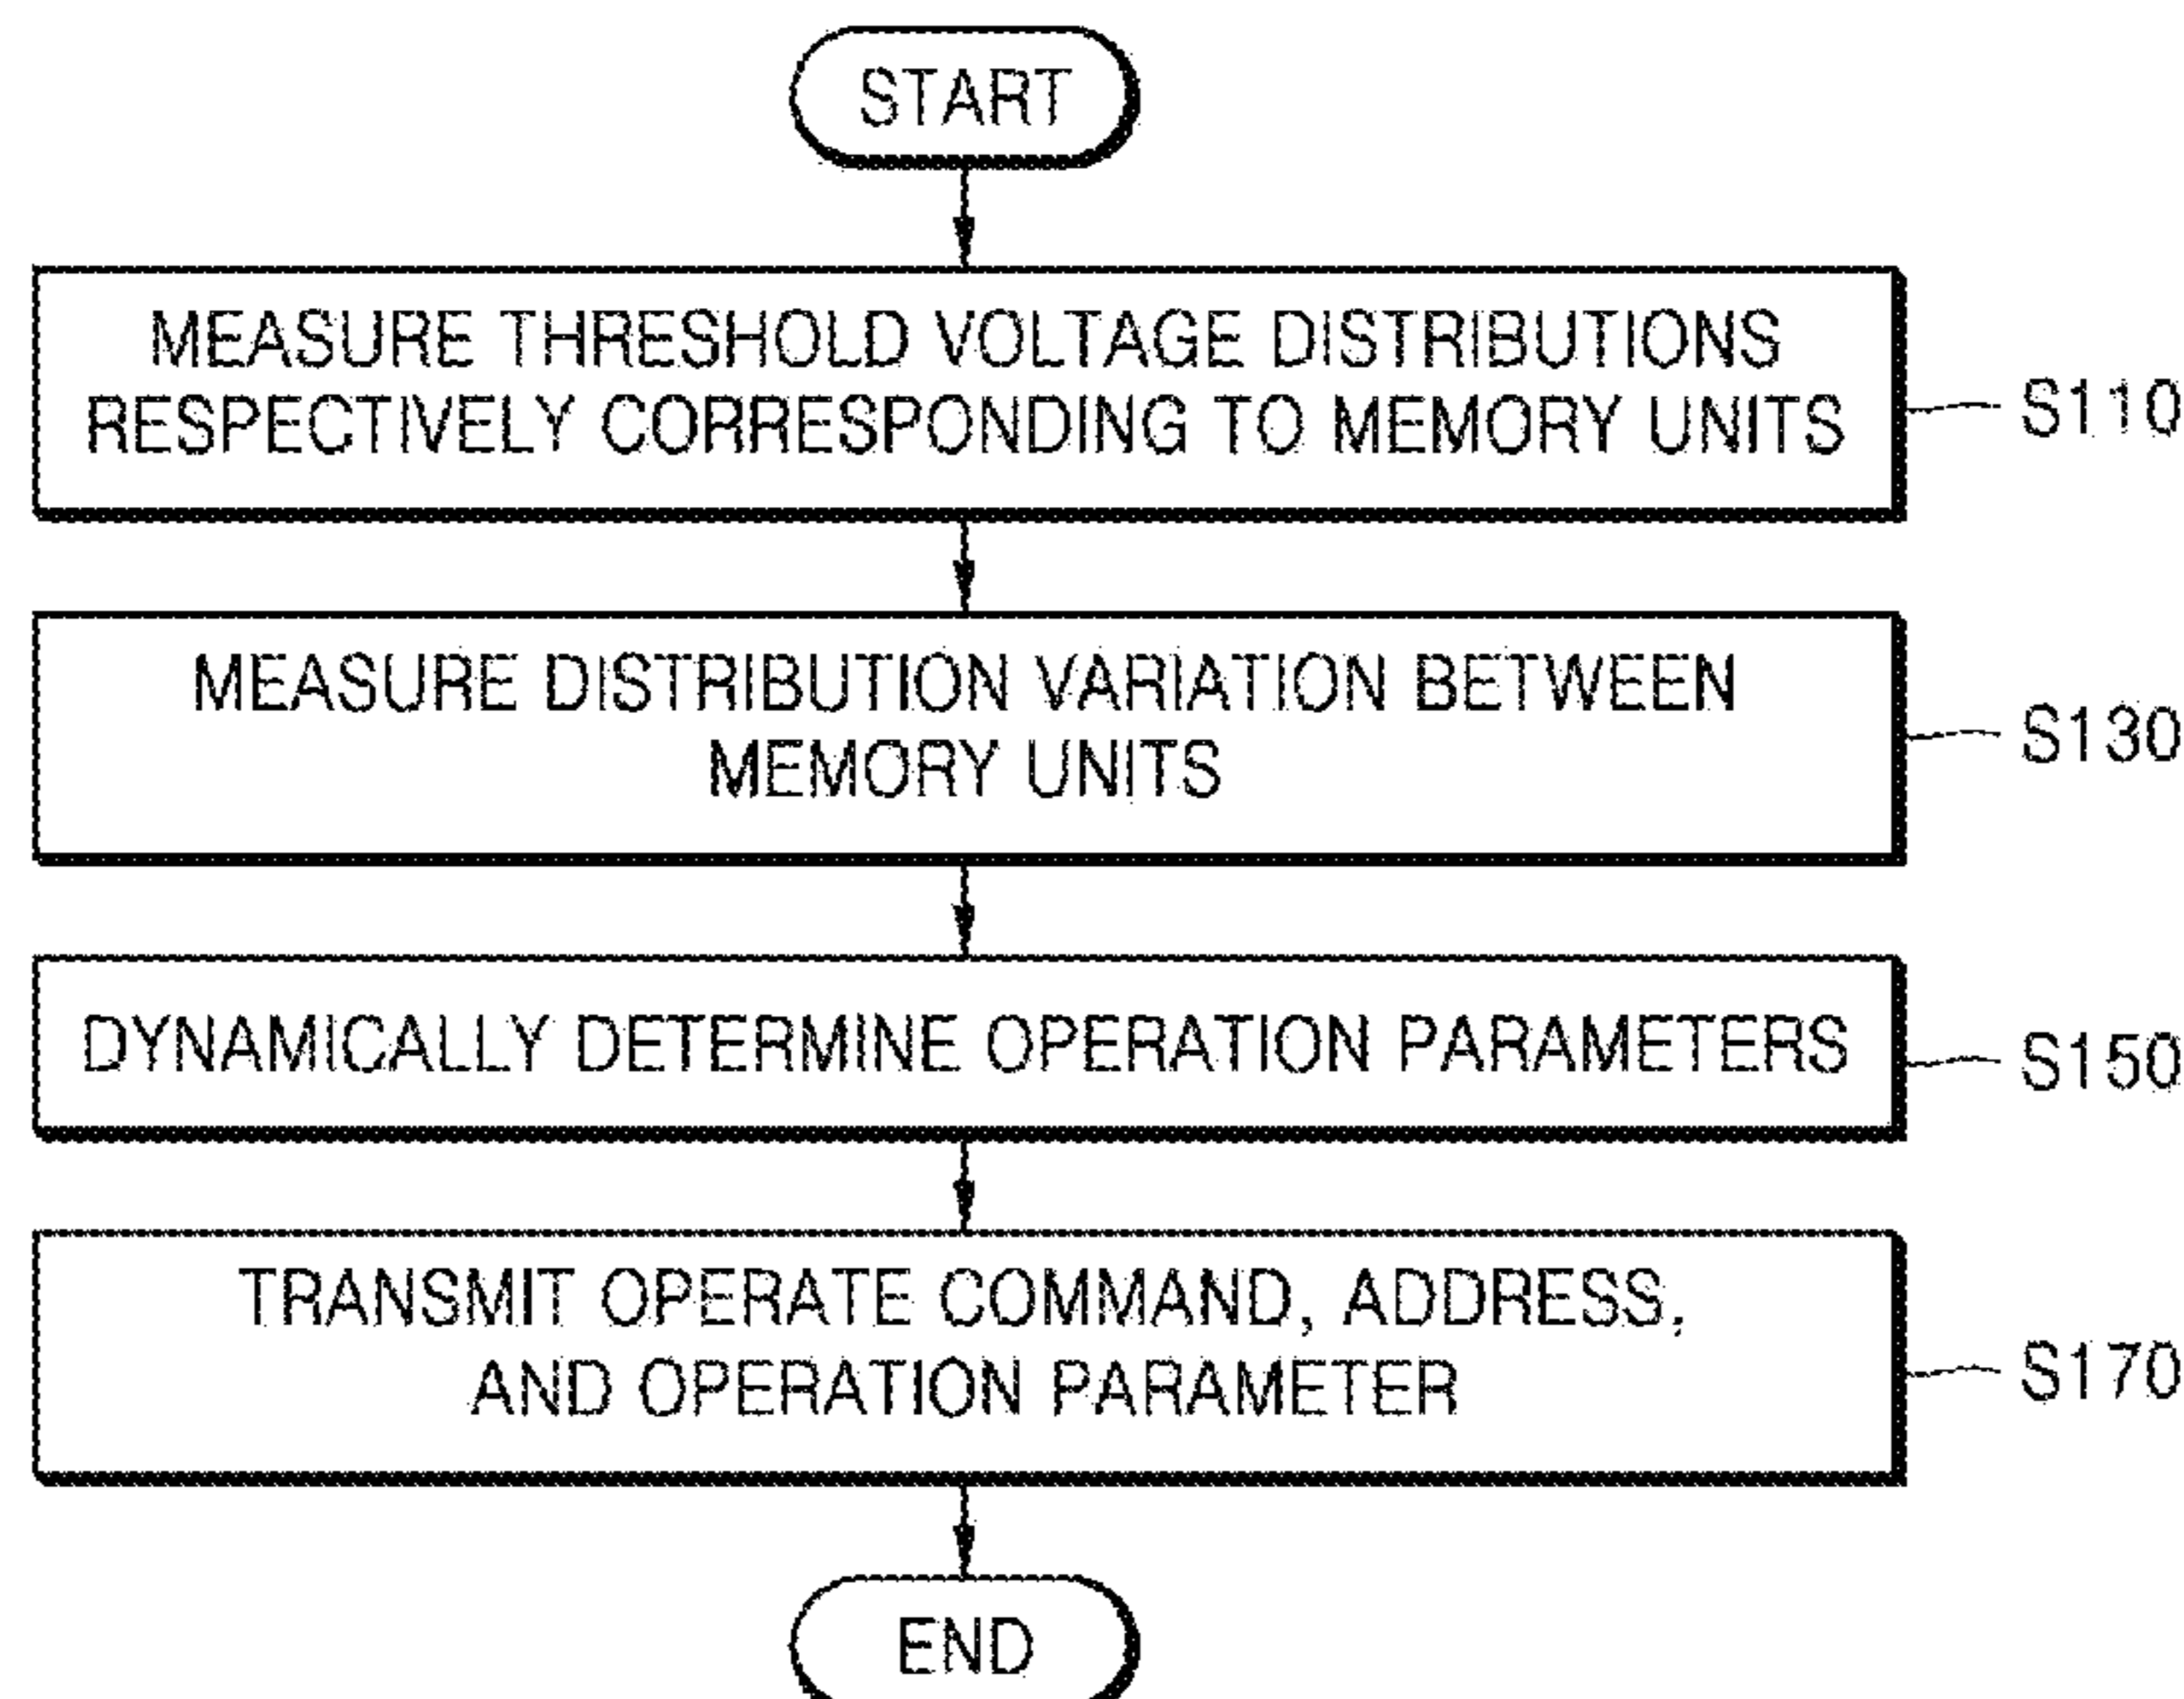 START
MEASURE THRESHOLD VOLTAGE DISTRIBUTIONS
RESPECTIVELY CORRESPONDING TO MEMORY UNITS
S110
MEASURE DISTRIBUTION VARIATION BETWEEN
MEMORY UNITS
S130
DYNAMICALLY DETERMINE OPERATION PARAMETERS
S150
TRANSMIT OPERATE COMMAND, ADDRESS,
AND OPERATION PARAMETER
S170
END